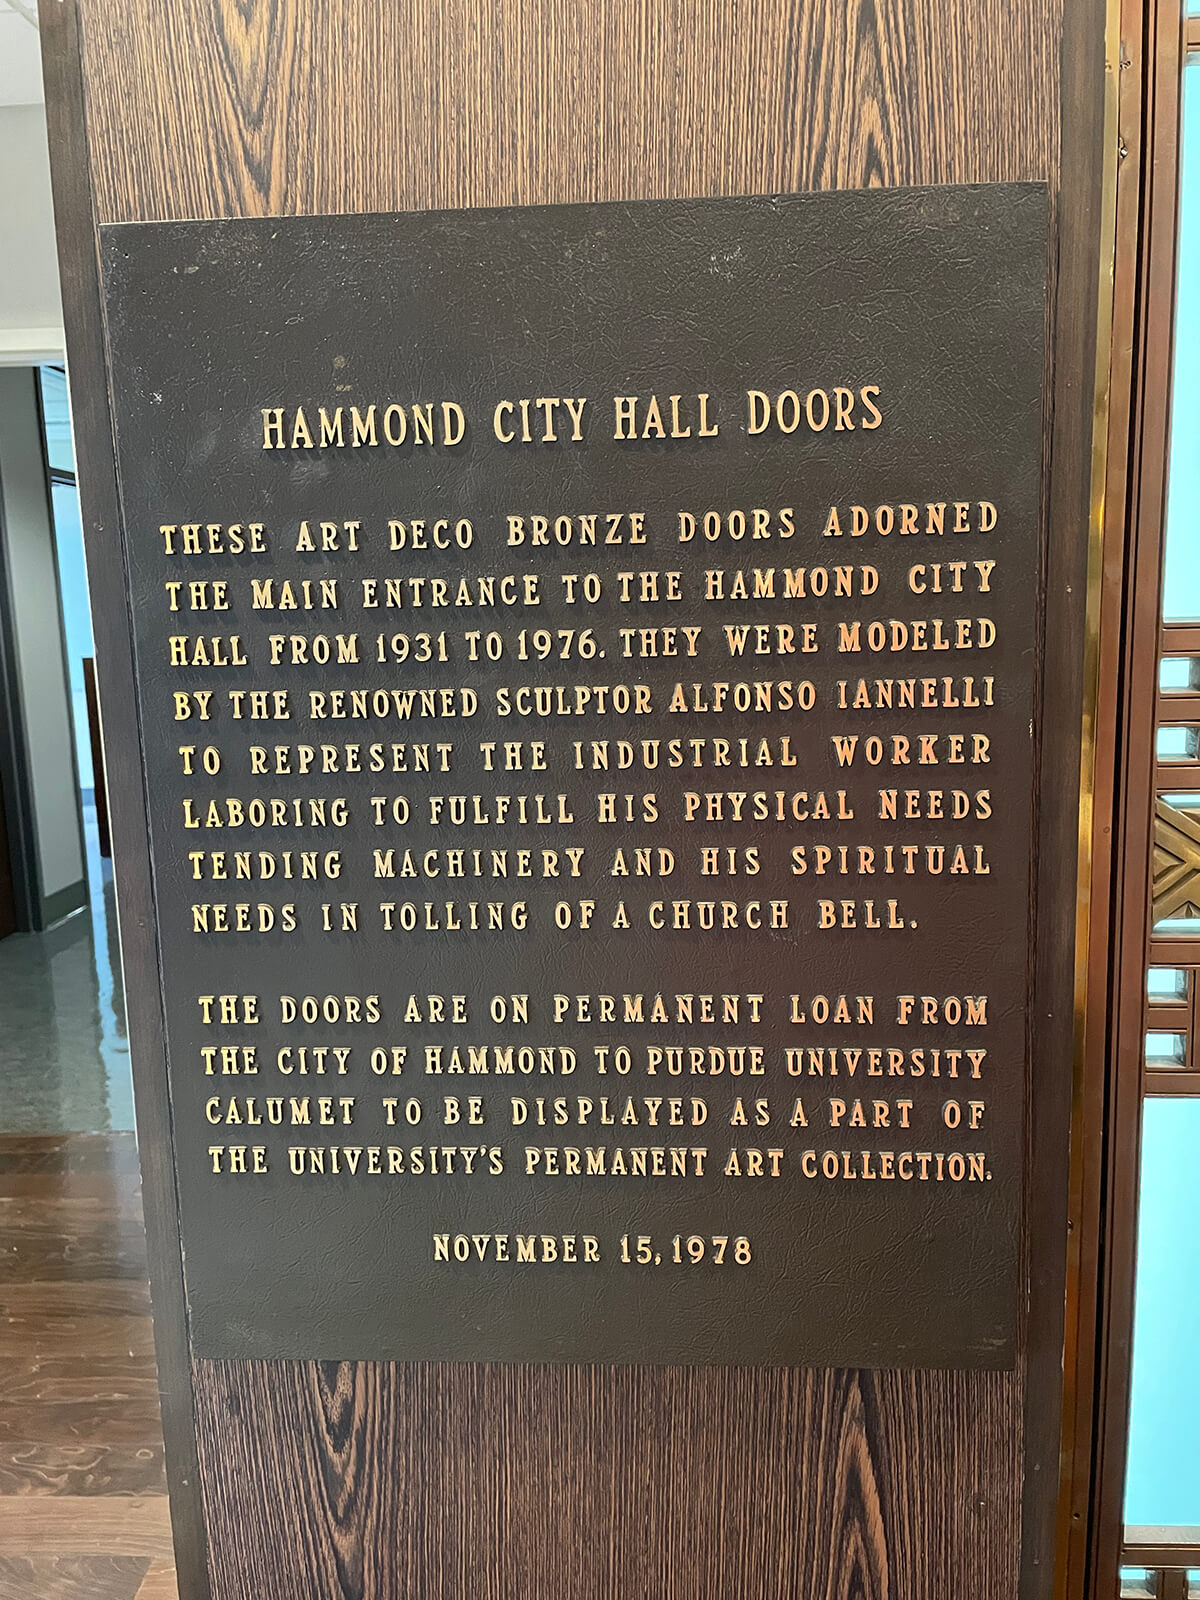 HAMMOND CITY HALL DOORS
THESE ART DECO BRONZE DOORS ADORNED
THE MAIN ENTRANCE TO THE HAMMOND CITY
HALL FROM 1931 TO 1976. THEY WERE MODELED
BY THE RENOWNED SCULPTOR ALFONSO IANNELLI
TO REPRESENT THE INDUSTRIAL WORKER
LABORING TO FULFILL HIS PHYSICAL NEEDS
TENDING MACHINERY AND HIS SPIRITUAL
NEEDS IN TOLLING OF A CHURCH BELL.
THE DOORS ARE ON PERMANENT LOAN FROM
THE CITY OF HAMMOND TO PURDUE UNIVERSITY
CALUMET TO BE DISPLAYED AS A PART OF
THE UNIVERSITY'S PERMANENT ART COLLECTION.
NOVEMBER 15, 1978